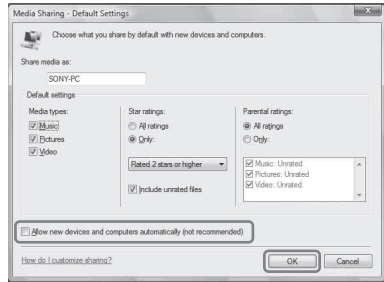 Media Sharing - Default Settings
Choose what you share by default with new devices and computers.
Share media as:
SONY-PC
Default settings
Media types:
Music
Pictures
Video
Star ratings:
All ratings
Only:
Rated 2 stars or higher
Include unrated files
Parental ratings:
All ratings
Only:
Music: Unrated
Pictures: Unrated
Video: Unrated
Allow new devices and computers automatically (not recommended)
How do I customize sharing?
OK
Cancel